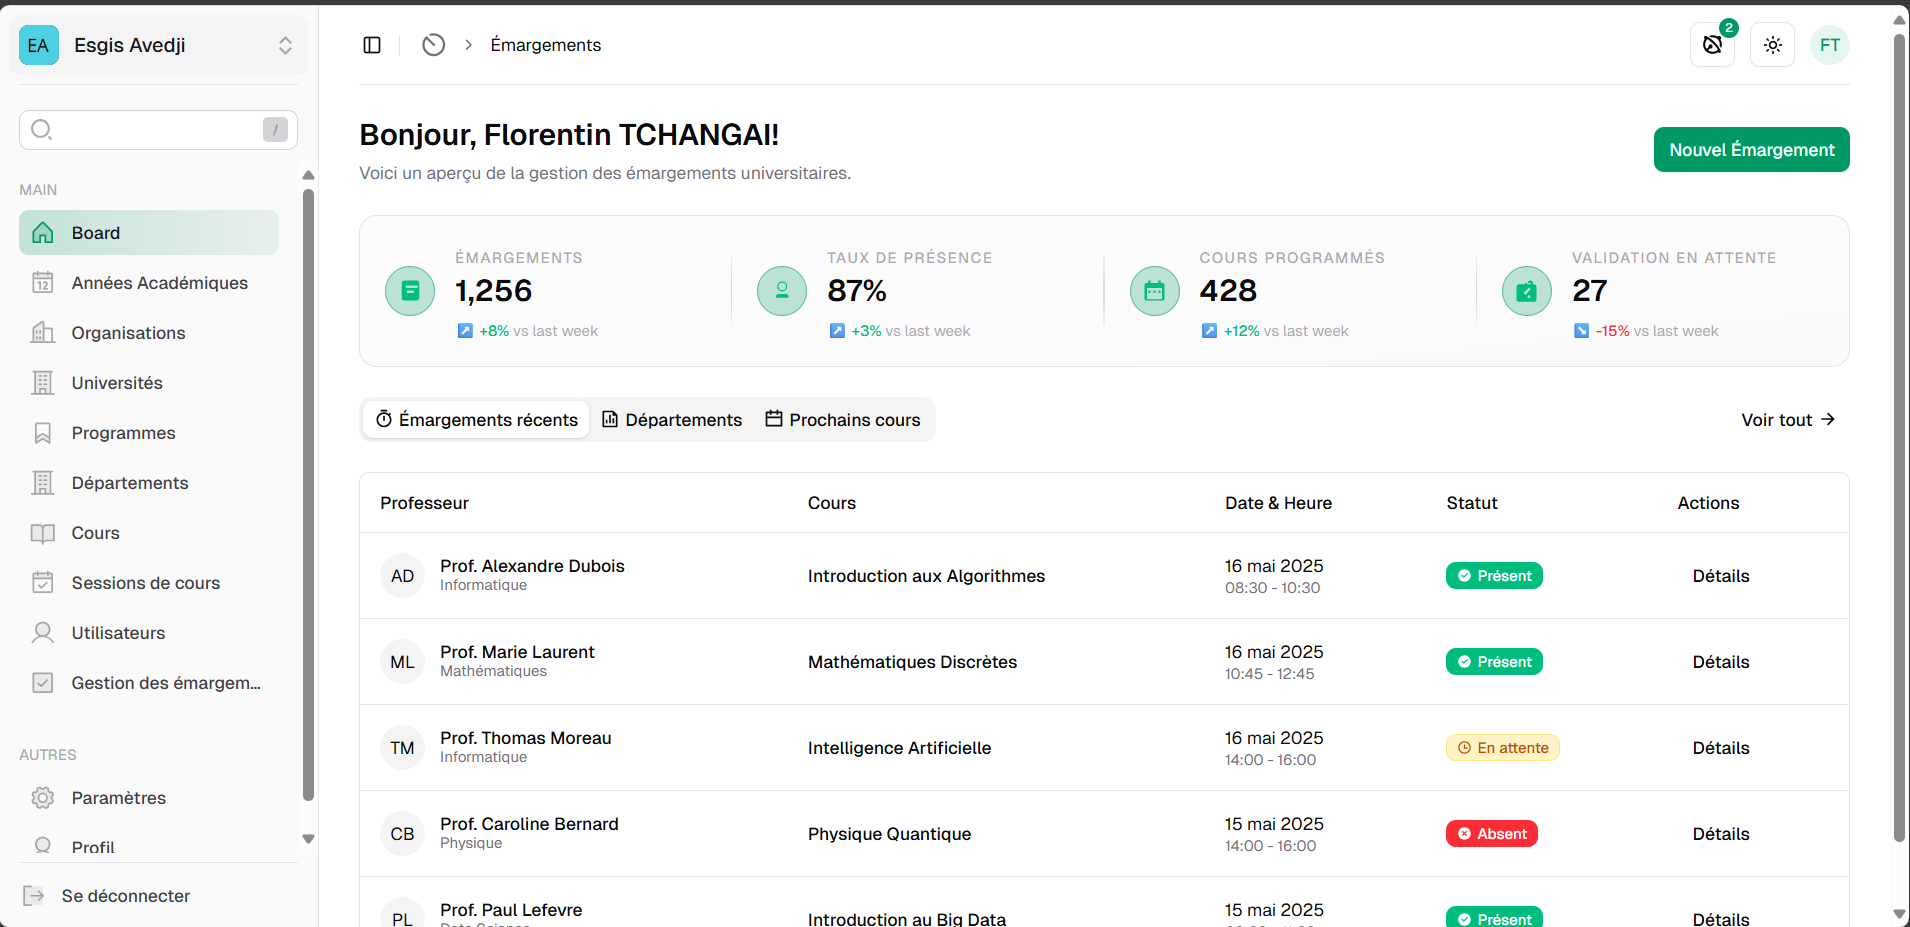 EA Esgis Avedji
/
MAIN
Board
Années Académiques
Organisations
Universités
Programmes
Départements
Cours
Sessions de cours
Utilisateurs
Gestion des émargem...
AUTRES
Paramètres
Profil
Se déconnecter
Émargements
2
FT
Bonjour, Florentin TCHANGAI!
Voici un aperçu de la gestion des émargements universitaires.
Nouvel Émargement
ÉMARGEMENTS
1,256
+8% vs last week
TAUX DE PRÉSENCE
87%
+3% vs last week
COURS PROGRAMMÉS
428
+12% vs last week
VALIDATION EN ATTENTE
27
-15% vs last week
Émargements récents Départements Prochains cours
Voir tout
Professeur Cours Date & Heure Statut Actions
AD Prof. Alexandre Dubois
Informatique
Introduction aux Algorithmes
16 mai 2025
08:30 - 10:30
Présent
Détails
ML Prof. Marie Laurent
Mathématiques
Mathématiques Discrètes
16 mai 2025
10:45 - 12:45
Présent
Détails
TM Prof. Thomas Moreau
Informatique
Intelligence Artificielle
16 mai 2025
14:00 - 16:00
En attente
Détails
CB Prof. Caroline Bernard
Physique
Physique Quantique
15 mai 2025
14:00 - 16:00
Absent
Détails
PL Prof. Paul Lefevre
Introduction au Big Data
15 mai 2025
Présent
Détails